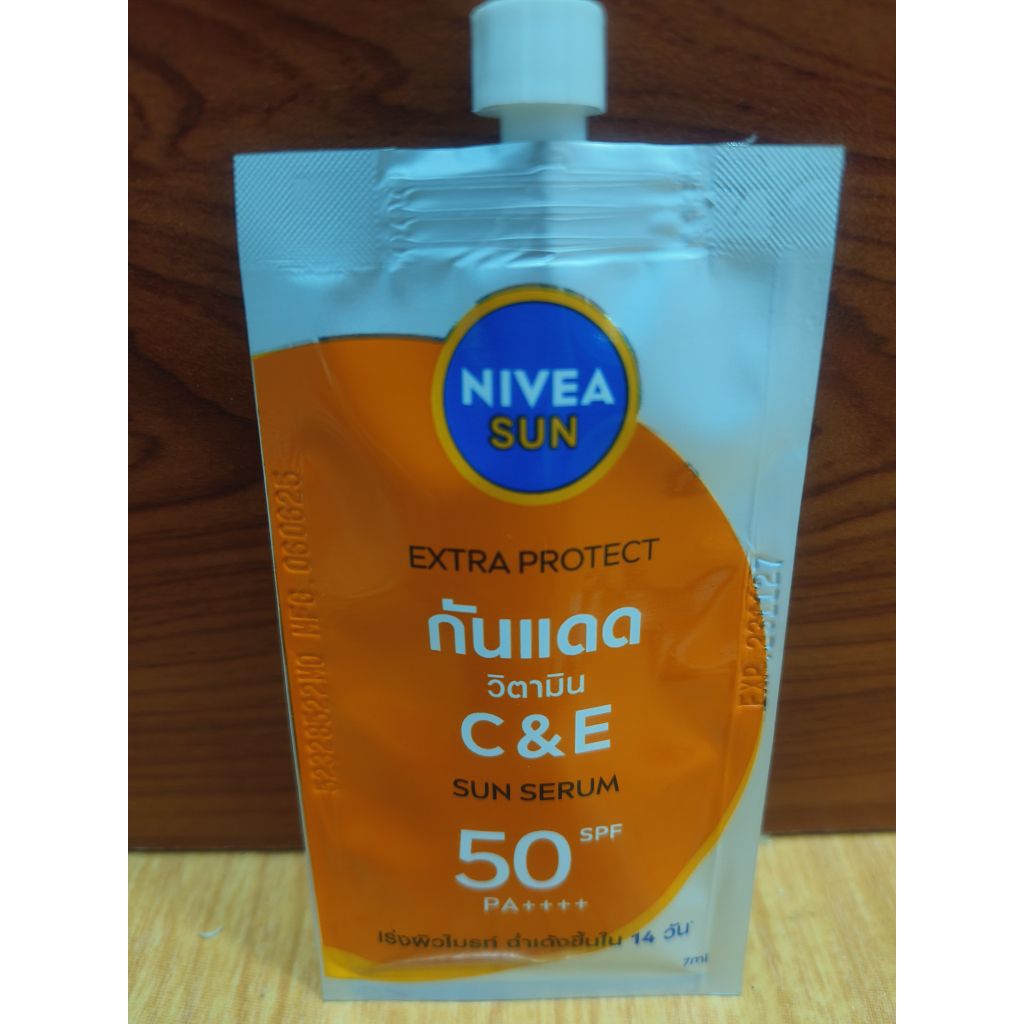 NIVEA
SUN
EXTRA PROTECT
กันแดด
วิตามิน
C & E
SUN SERUM
50 SPF
PA++++
เร่งผิวไบรท์ ฉ่ำเด้งขึ้นใน 14 วัน*
7ml
MFG. 060625